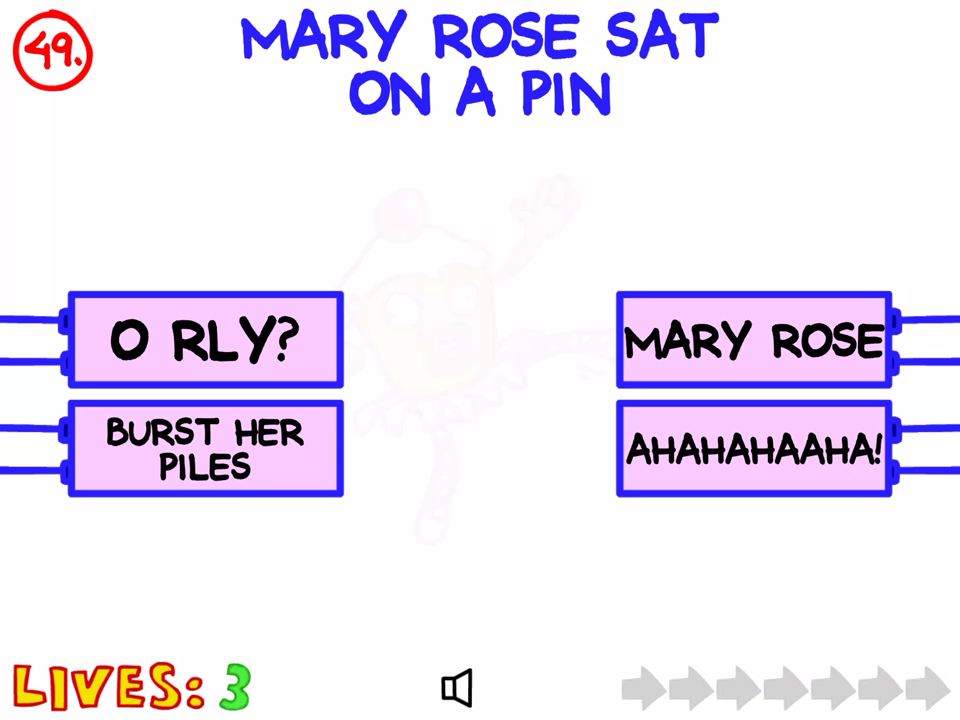 49.
MARY ROSE SAT
ON A PIN
O RLY?
MARY ROSE
BURST HER
PILES
AHAHAHAAHA!
LIVES: 3